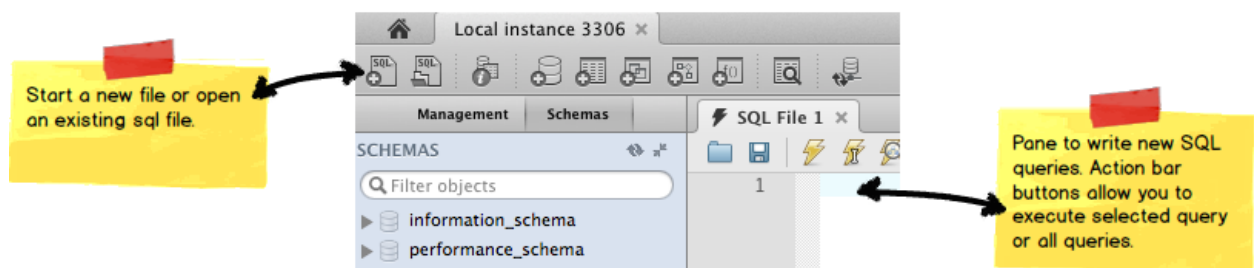 Local instance 3306
SQL SQL
Start a new file or open
an existing sql file.
Management Schemas
SQL File 1
SCHEMAS
Filter objects
1
information_schema
performance_schema
Pane to write new SQL
queries. Action bar
buttons allow you to
execute selected query
or all queries.